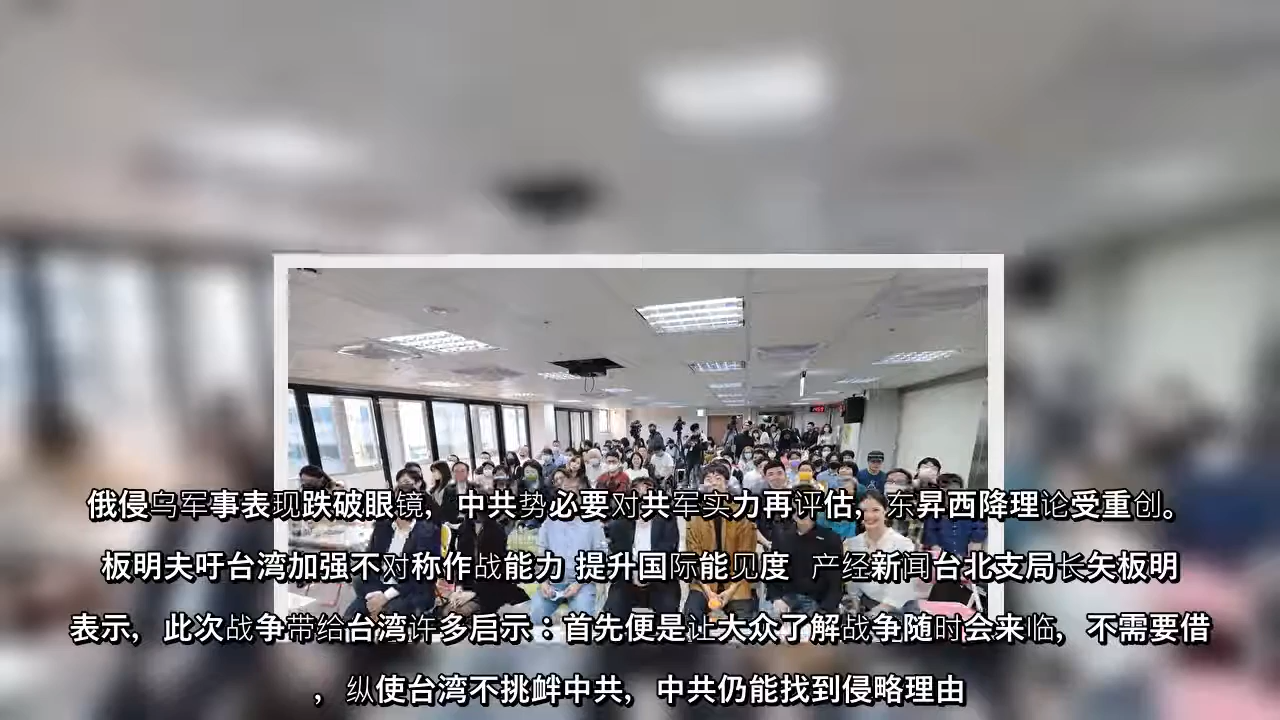 俄侵乌军事表现跌破眼镜，中共势必要对共军实力再评估，东昇西降理论受重创。
板明夫吁台湾加强不对称作战能力 提升国际能见度 产经新闻台北支局长矢板明
表示，此次战争带给台湾许多启示：首先便是让大众了解战争随时会来临，不需要借
，纵使台湾不挑衅中共，中共仍能找到侵略理由